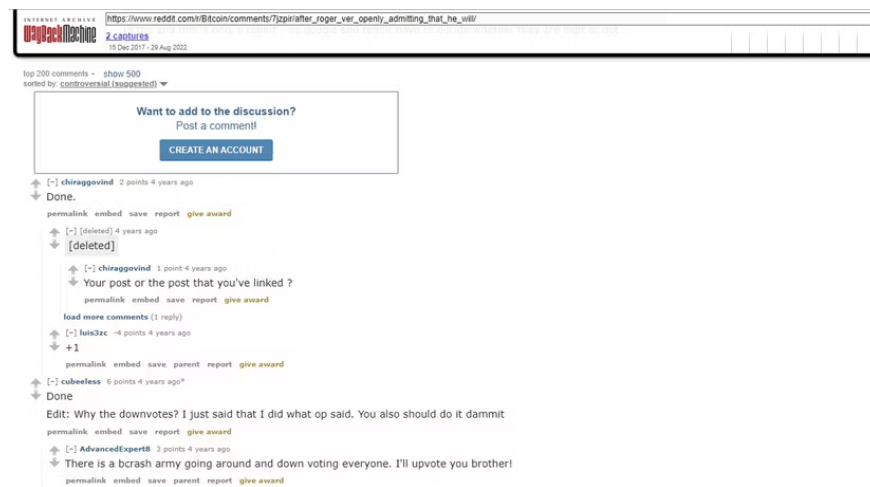 INTERNET ARCHIVE
WayBackMachine
https://www.reddit.com/r/Bitcoin/comments/7jzpir/after_roger_ver_openly_admitting_that_he_will/
2 captures
15 Dec 2017 - 29 Aug 2022
top 200 comments - show 500
sorted by: controversial (suggested)
Want to add to the discussion?
Post a comment!
CREATE AN ACCOUNT
[-] chiraggovind 2 points 4 years ago
Done.
permalink embed save report give award
[-] [deleted] 4 years ago
[deleted]
[-] chiraggovind 1 point 4 years ago
Your post or the post that you've linked ?
permalink embed save report give award
load more comments (1 reply)
[-] luis3zc -4 points 4 years ago
+1
permalink embed save parent report give award
[-] cubeeless 6 points 4 years ago*
Done
Edit: Why the downvotes? I just said that I did what op said. You also should do it dammit
permalink embed save report give award
[-] AdvancedExpert8 3 points 4 years ago
There is a bcrash army going around and down voting everyone. I'll upvote you brother!
permalink embed save parent report give award